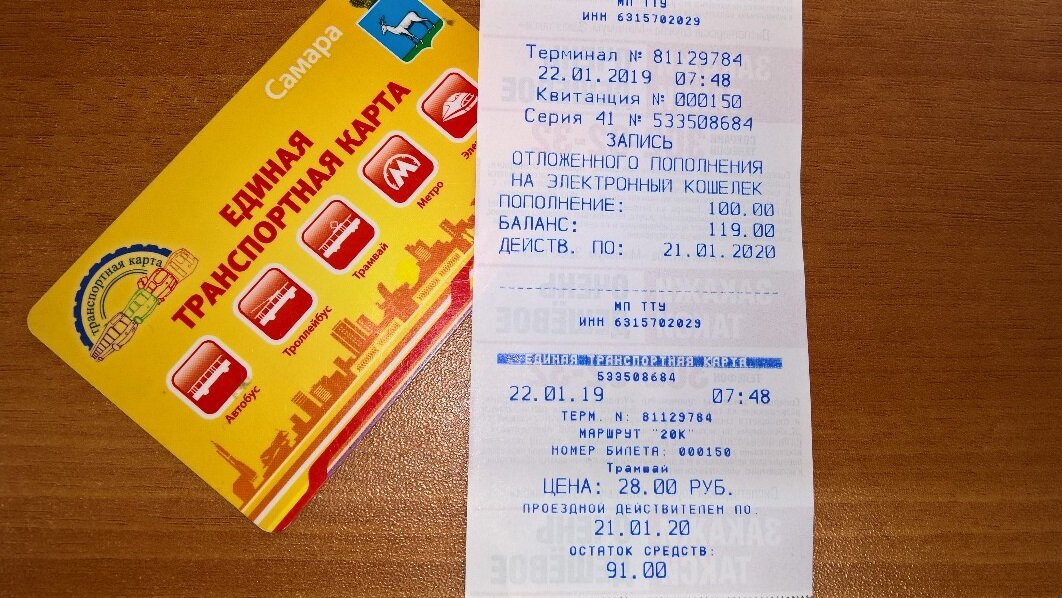 Самара
ЕДИНАЯ
ТРАНСПОРТНАЯ КАРТА
транспортная карта
Автобус
Троллейбус
Трамвай
Метро
МП ТТУ
ИНН 6315702029
Терминал № 81129784
22.01.2019 07:48
Квитанция № 000150
Серия 41 № 533508684
ЗАПИСЬ
ОТЛОЖЕННОГО ПОПОЛНЕНИЯ
НА ЭЛЕКТРОННЫЙ КОШЕЛЕК
ПОПОЛНЕНИЕ: 100.00
БАЛАНС: 119.00
ДЕЙСТВ. ПО: 21.01.2020
МП ТТУ
ИНН 6315702029
ЕДИНАЯ ТРАНСПОРТНАЯ КАРТА
533508684
22.01.19 07:48
ТЕРМ. N: 81129784
МАРШРУТ "20К"
НОМЕР БИЛЕТА: 000150
Трамвай
ЦЕНА: 28.00 РУБ.
ПРОЕЗДНОЙ ДЕЙСТВИТЕЛЕН ПО:
21.01.20
ОСТАТОК СРЕДСТВ:
91.00